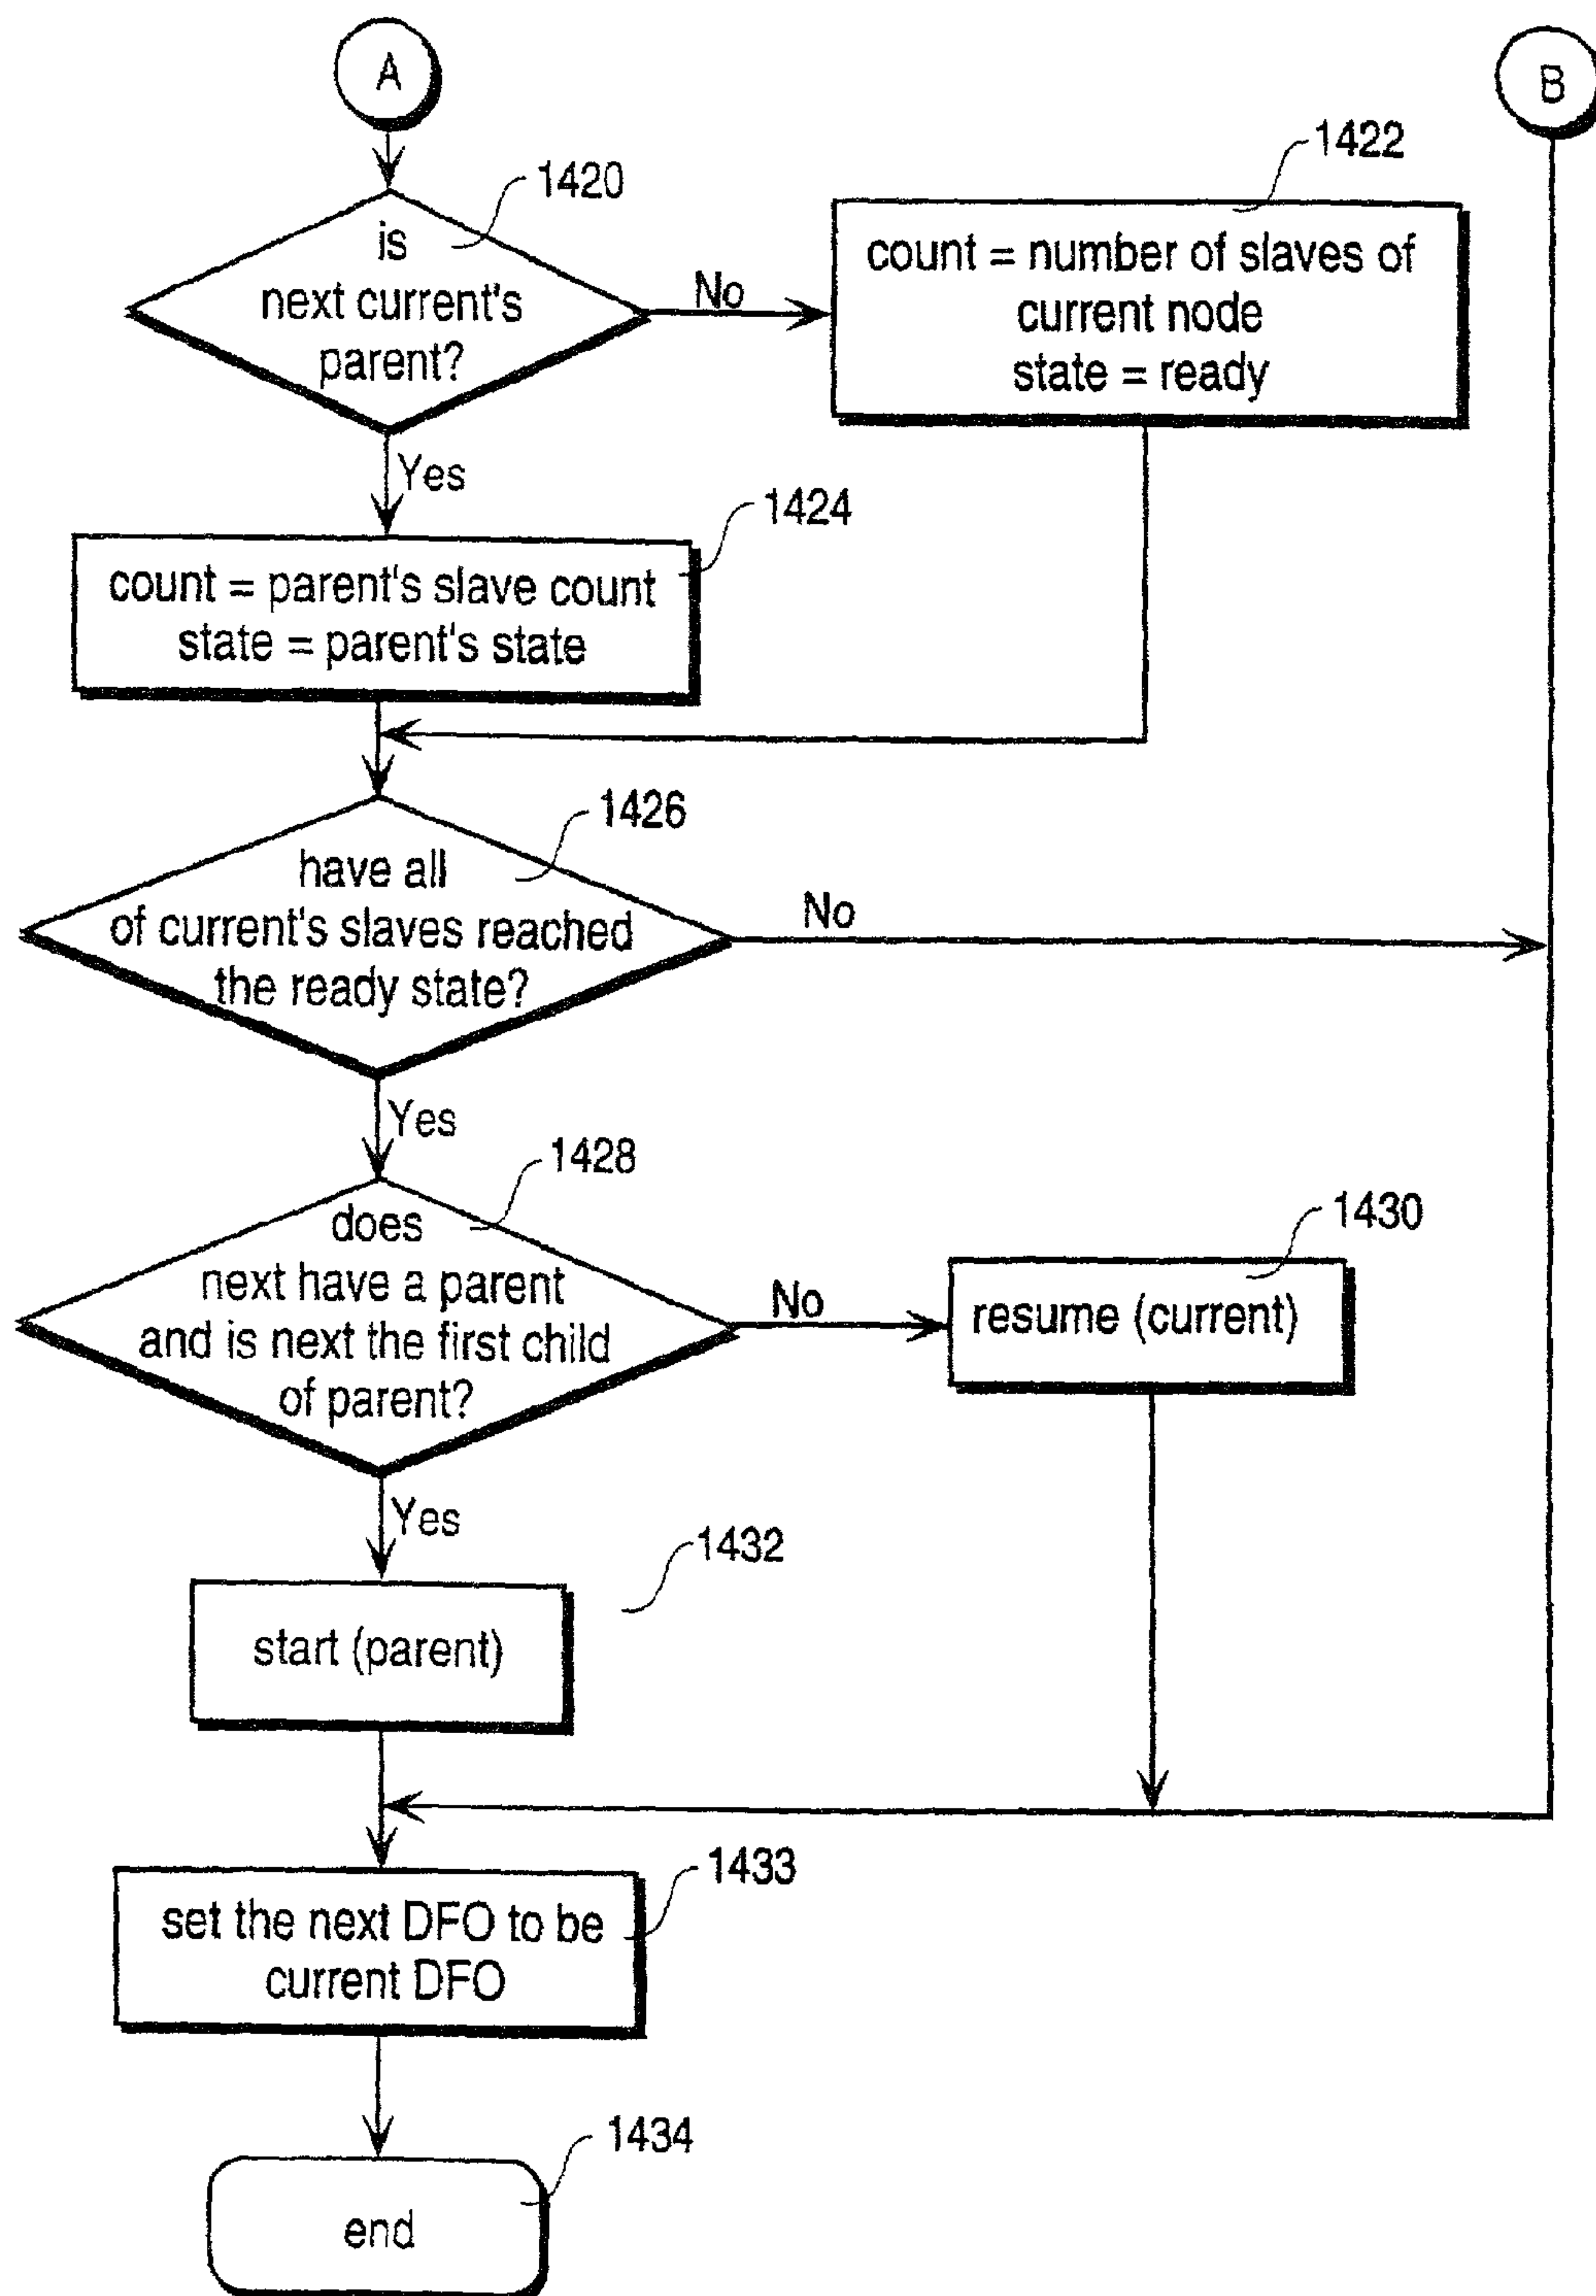 A
B
1420
is
next current's
parent?
No
1422
count = number of slaves of
current node
state = ready
Yes
1424
count = parent's slave count
state = parent's state
1426
have all
of current's slaves reached
the ready state?
No
Yes
1428
does
next have a parent
and is next the first child
of parent?
No
1430
resume (current)
Yes
1432
start (parent)
1433
set the next DFO to be
current DFO
1434
end